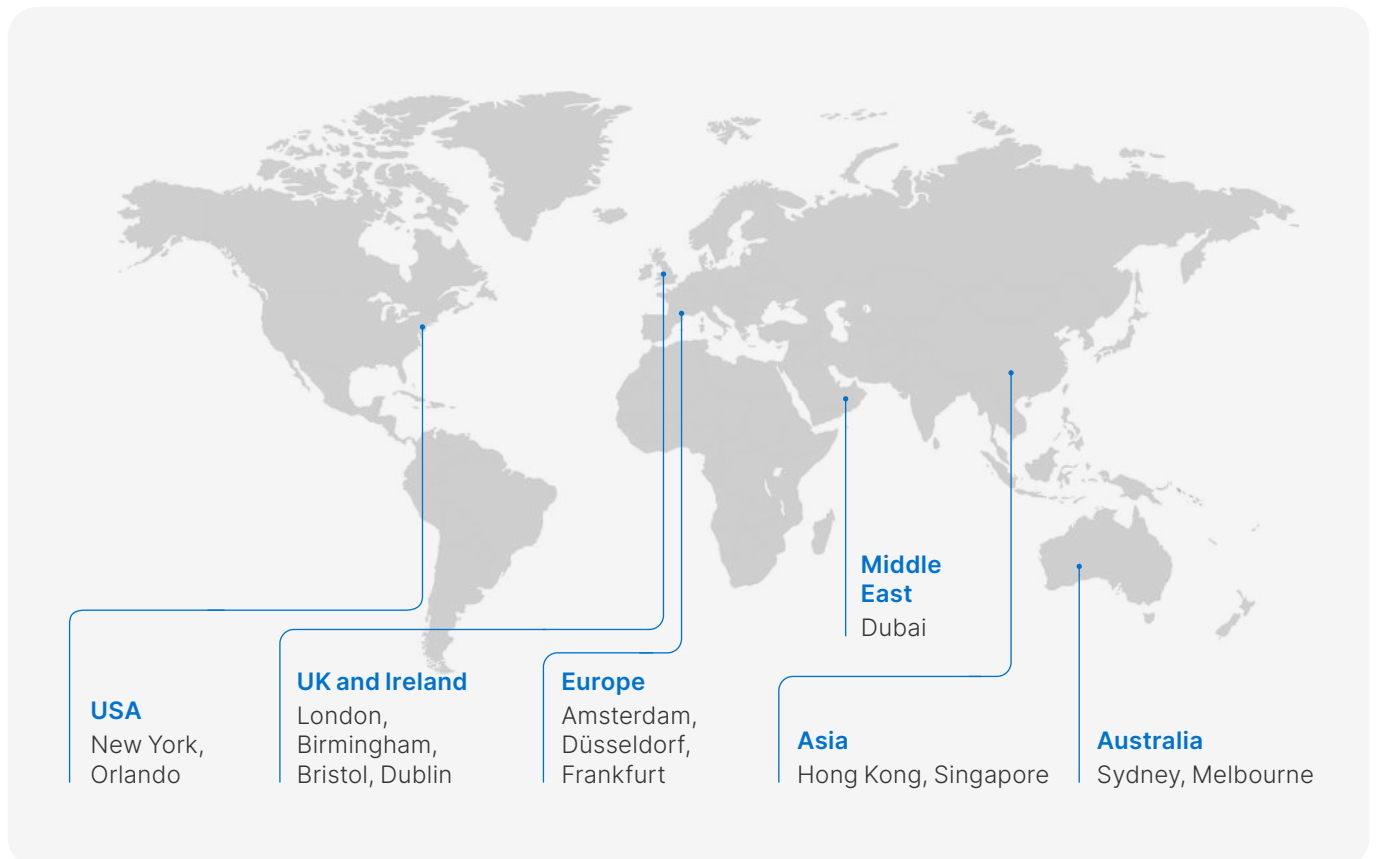 USA
New York,
Orlando
UK and Ireland
London,
Birmingham,
Bristol, Dublin
Europe
Amsterdam,
Düsseldorf,
Frankfurt
Middle
East
Dubai
Asia
Hong Kong, Singapore
Australia
Sydney, Melbourne